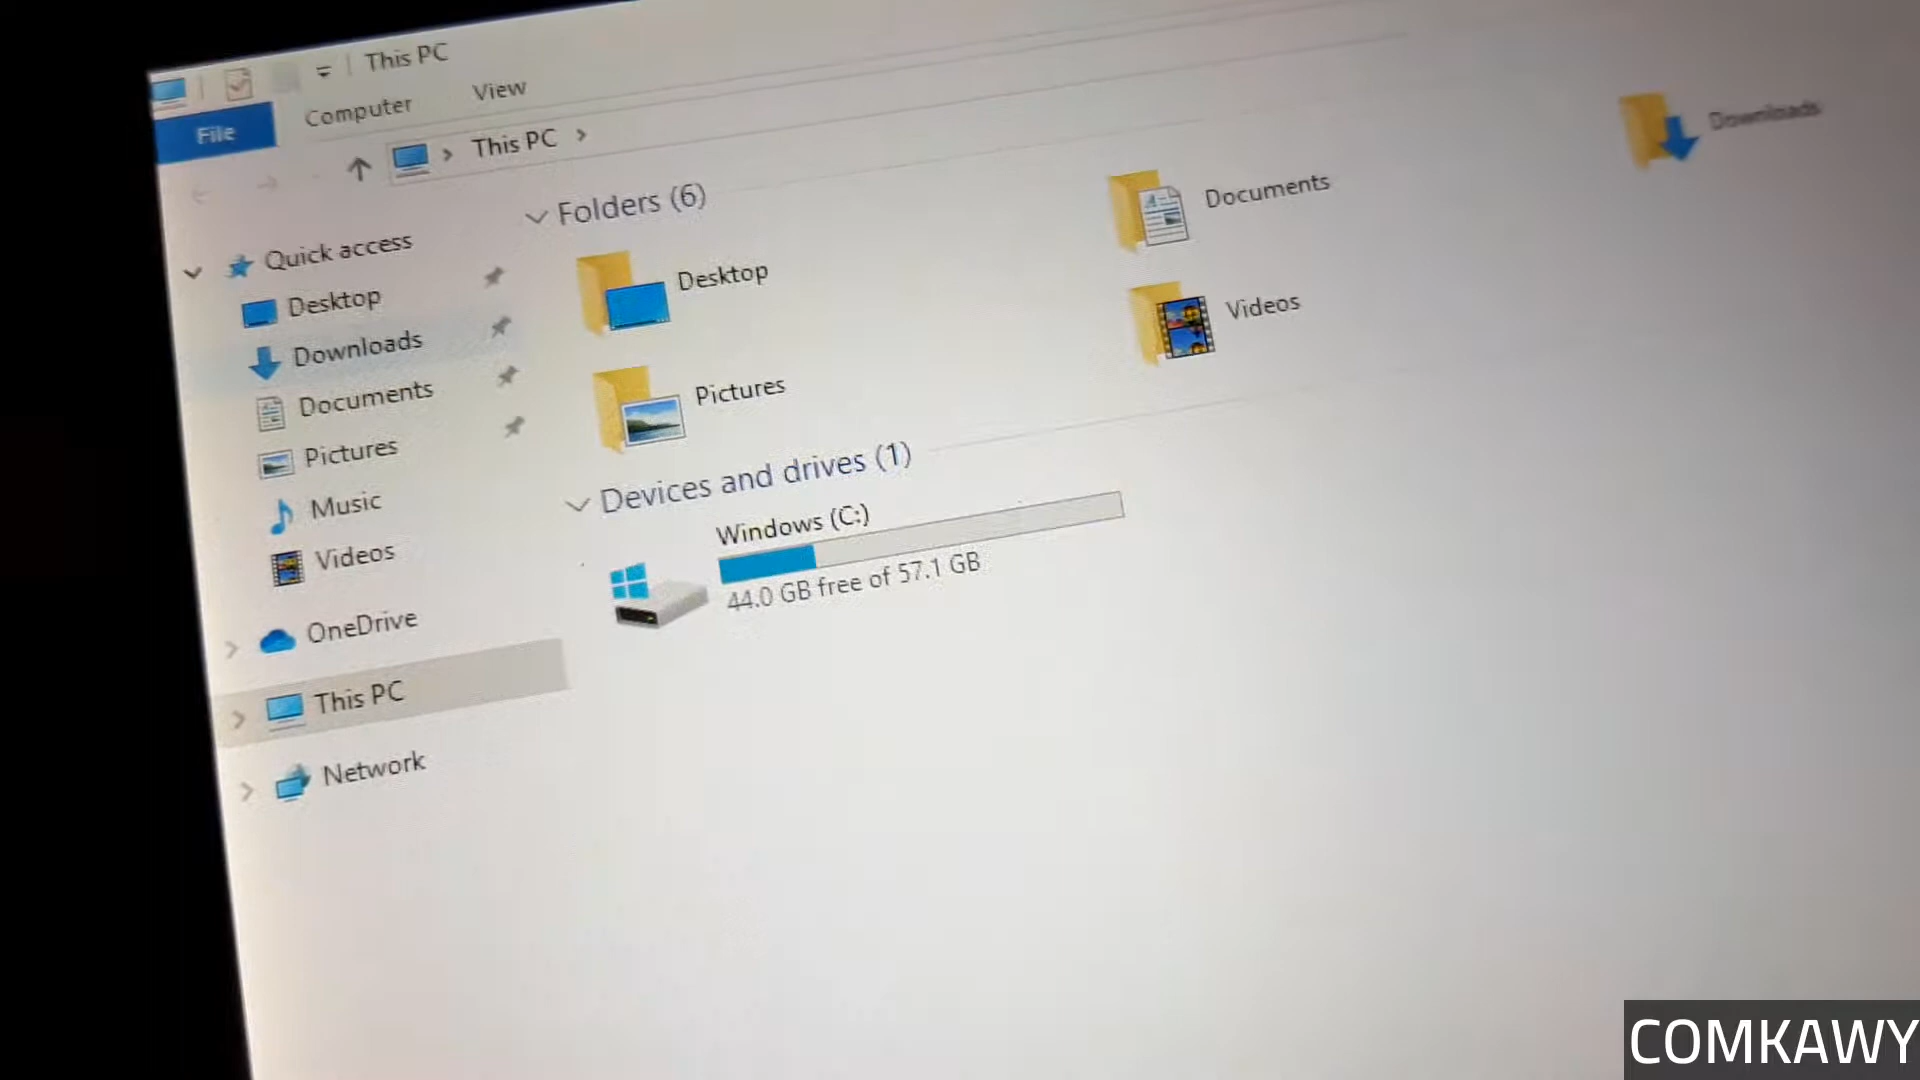 This PC
File
Computer
View
This PC
Quick access
Desktop
Downloads
Documents
Pictures
Music
Videos
OneDrive
This PC
Network
Folders (6)
Desktop
Documents
Downloads
Pictures
Videos
Devices and drives (1)
Windows (C:)
44.0 GB free of 57.1 GB
COMKAWY